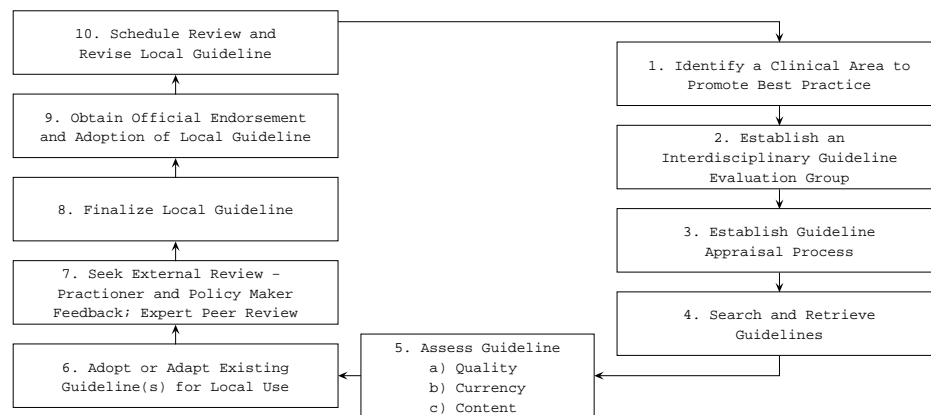 10. Schedule Review and
Revise Local Guideline
1. Identify a Clinical Area to
Promote Best Practice
9. Obtain Official Endorsement
and Adoption of Local Guideline
2. Establish an
Interdisciplinary Guideline
Evaluation Group
8. Finalize Local Guideline
3. Establish Guideline
Appraisal Process
7. Seek External Review –
Practioner and Policy Maker
Feedback; Expert Peer Review
4. Search and Retrieve
Guidelines
6. Adopt or Adapt Existing
Guideline(s) for Local Use
5. Assess Guideline
a) Quality
b) Currency
c) Content